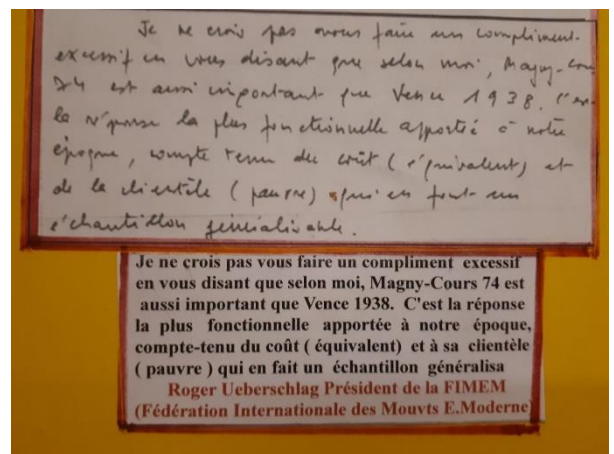 Je ne crois pas vous faire un compliment
excessif en vous disant que selon moi, Magny-Cours
74 est aussi important que Vence 1938. C'est
la réponse la plus fonctionnelle apportée à notre
époque, compte tenu du coût (équivalent) et
de la clientèle (pauvre) qui en font un
échantillon généralisable.
Je ne crois pas vous faire un compliment excessif
en vous disant que selon moi, Magny-Cours 74 est
aussi important que Vence 1938. C'est la réponse
la plus fonctionnelle apportée à notre époque,
compte-tenu du coût ( équivalent) et à sa clientèle
( pauvre ) qui en fait un échantillon généralisa
Roger Ueberschlag Président de la FIMEM
(Fédération Internationale des Mouvts E.Moderne)